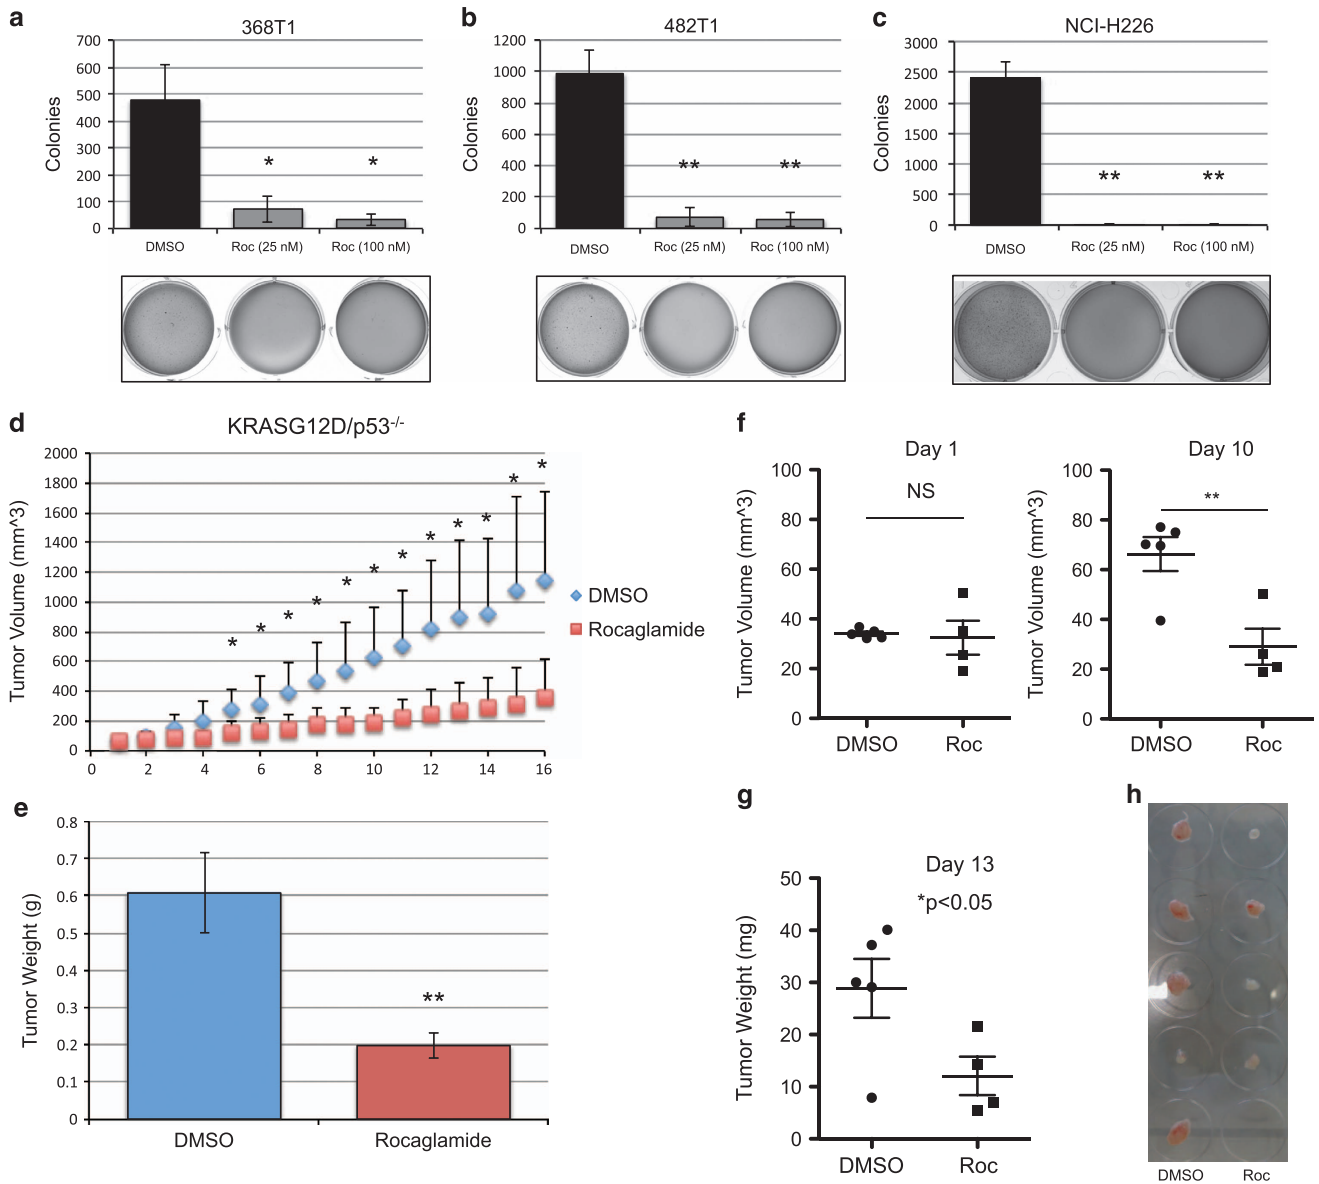 a
368T1
700
600
500
400
300
200
100
0
Colonies
*
*
DMSO
Roc (25 nM)
Roc (100 nM)
b
482T1
1200
1000
800
600
400
200
0
Colonies
**
**
DMSO
Roc (25 nM)
Roc (100 nM)
c
NCI-H226
3000
2500
2000
1500
1000
500
0
Colonies
**
**
DMSO
Roc (25 nM)
Roc (100 nM)
d
KRASG12D/p53-/-
2000
1800
1600
1400
1200
1000
800
600
400
200
0
Tumor Volume (mm^3)
* * * * * * * * * * * *
DMSO
Rocaglamide
0 2 4 6 8 10 12 14 16
e
0.8
0.7
0.6
0.5
0.4
0.3
0.2
0.1
0
Tumor Weight (g)
**
DMSO
Rocaglamide
f
Day 1
NS
100
80
60
40
20
0
Tumor Volume (mm^3)
DMSO
Roc
Day 10
**
100
80
60
40
20
0
Tumor Volume (mm^3)
DMSO
Roc
g
Day 13
*p<0.05
50
40
30
20
10
0
Tumor Weight (mg)
DMSO
Roc
h
DMSO
Roc